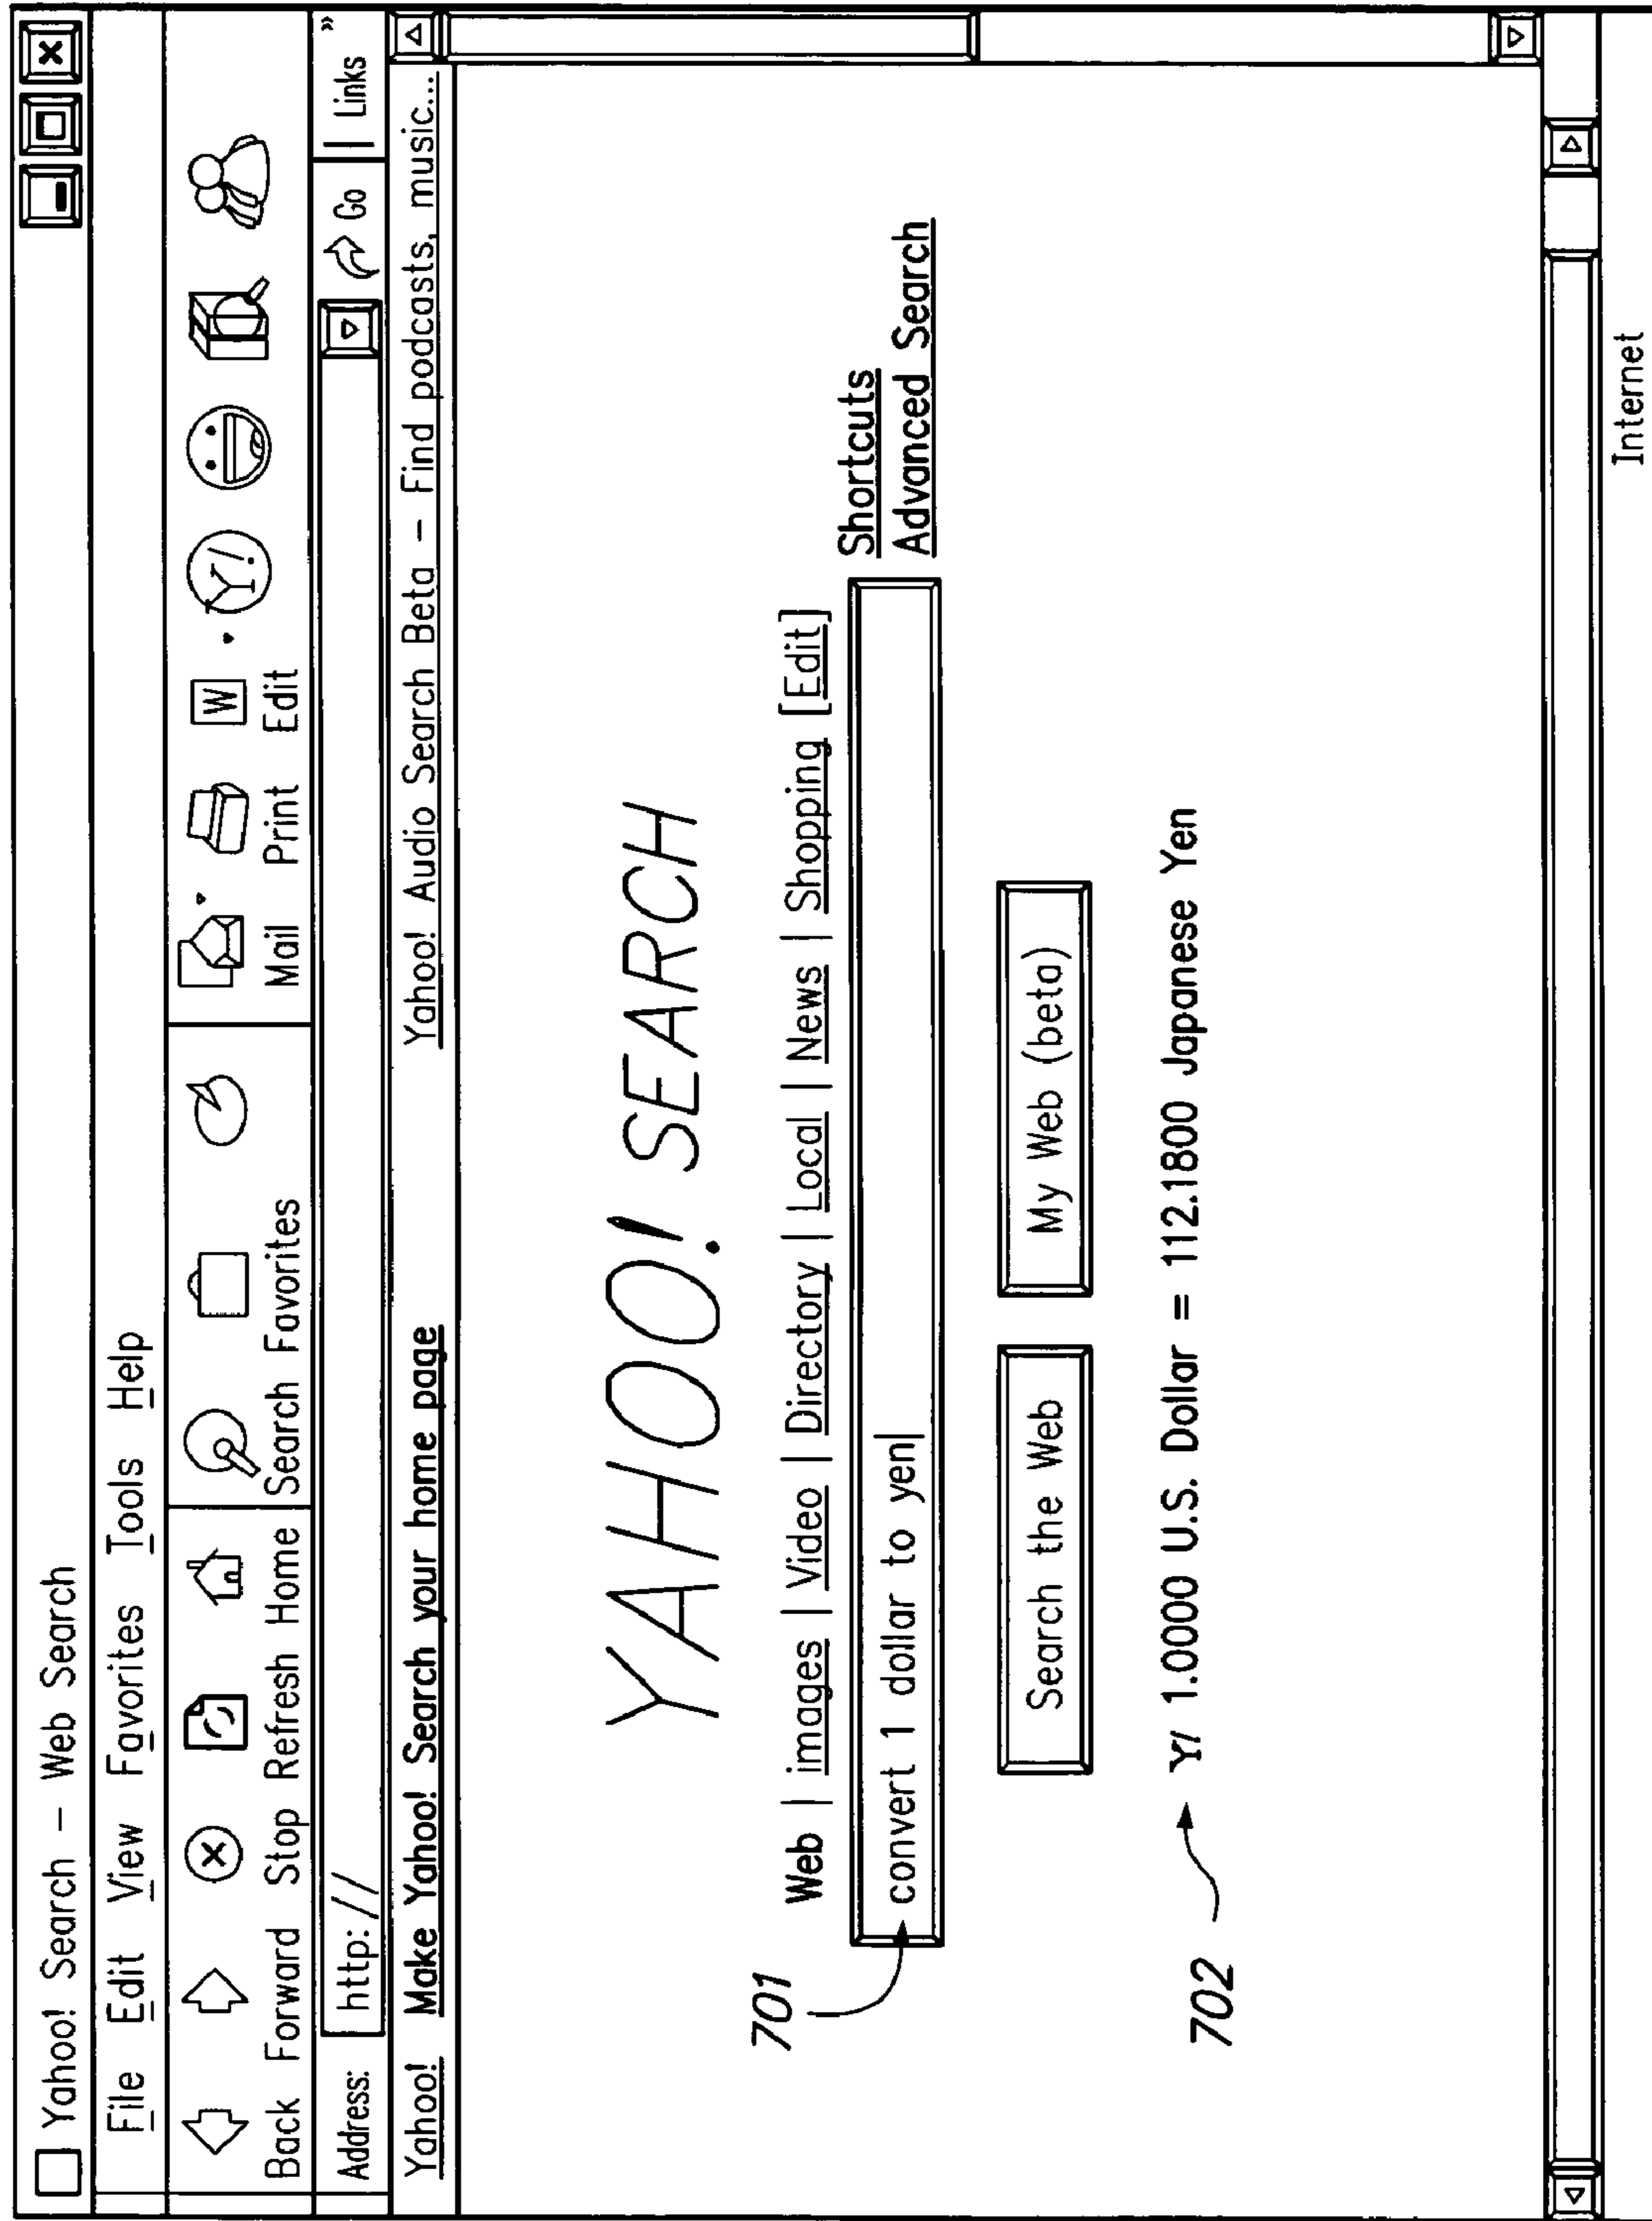 Yahoo! Search – Web Search
File Edit View Favorites Tools Help
W Y!
Back Forward Stop Refresh Home Search Favorites Mail Print Edit
Address: http:// Go Links »
Yahoo! Make Yahoo! Search your home page Yahoo! Audio Search Beta – Find podcasts, music...
YAHOO! SEARCH
Web | images | Video | Directory | Local | News | Shopping [Edit]
Shortcuts
701 convert 1 dollar to yen
Advanced Search
Search the Web My Web (beta)
702 Y/ 1.0000 U.S. Dollar = 112.1800 Japanese Yen
Internet